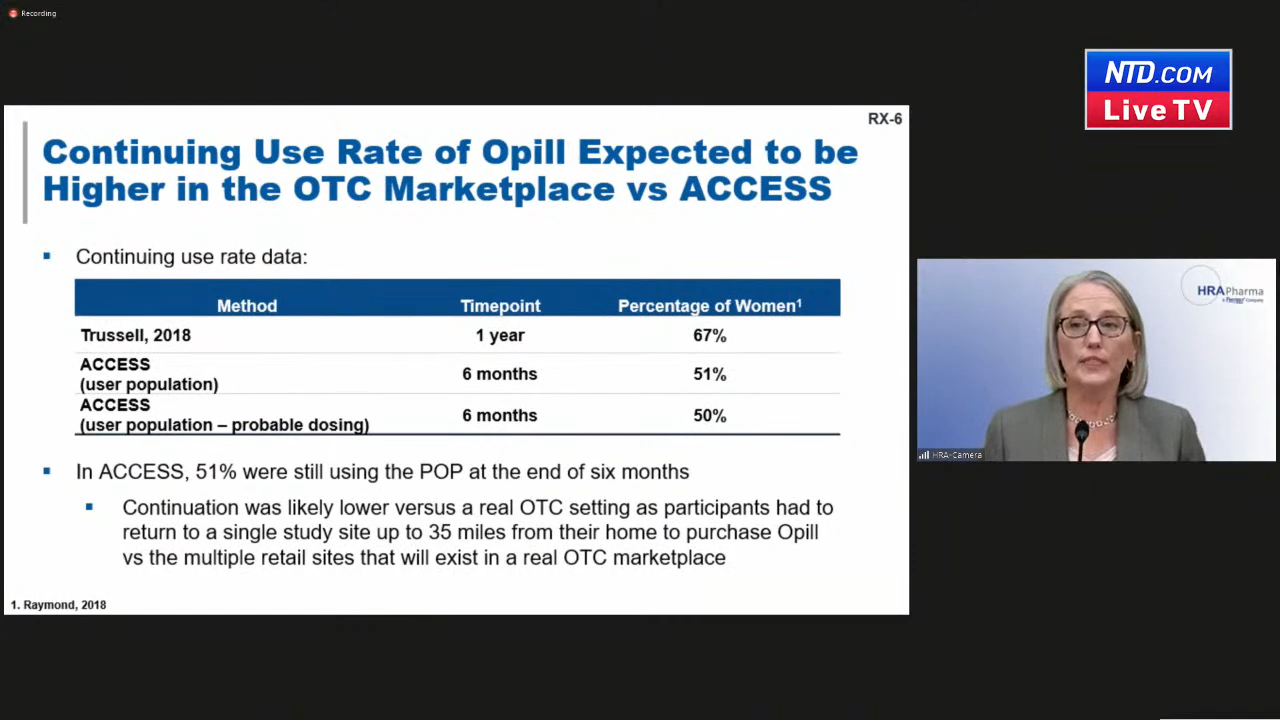 Recording
NTD.COM
Live TV
RX-6
Continuing Use Rate of Opill Expected to be
Higher in the OTC Marketplace vs ACCESS
▪ Continuing use rate data:
Method Timepoint Percentage of Women¹
Trussell, 2018 1 year 67%
ACCESS
(user population) 6 months 51%
ACCESS
(user population – probable dosing) 6 months 50%
▪ In ACCESS, 51% were still using the POP at the end of six months
▪ Continuation was likely lower versus a real OTC setting as participants had to
return to a single study site up to 35 miles from their home to purchase Opill
vs the multiple retail sites that will exist in a real OTC marketplace
1. Raymond, 2018
HRA Pharma
HRA-Camera